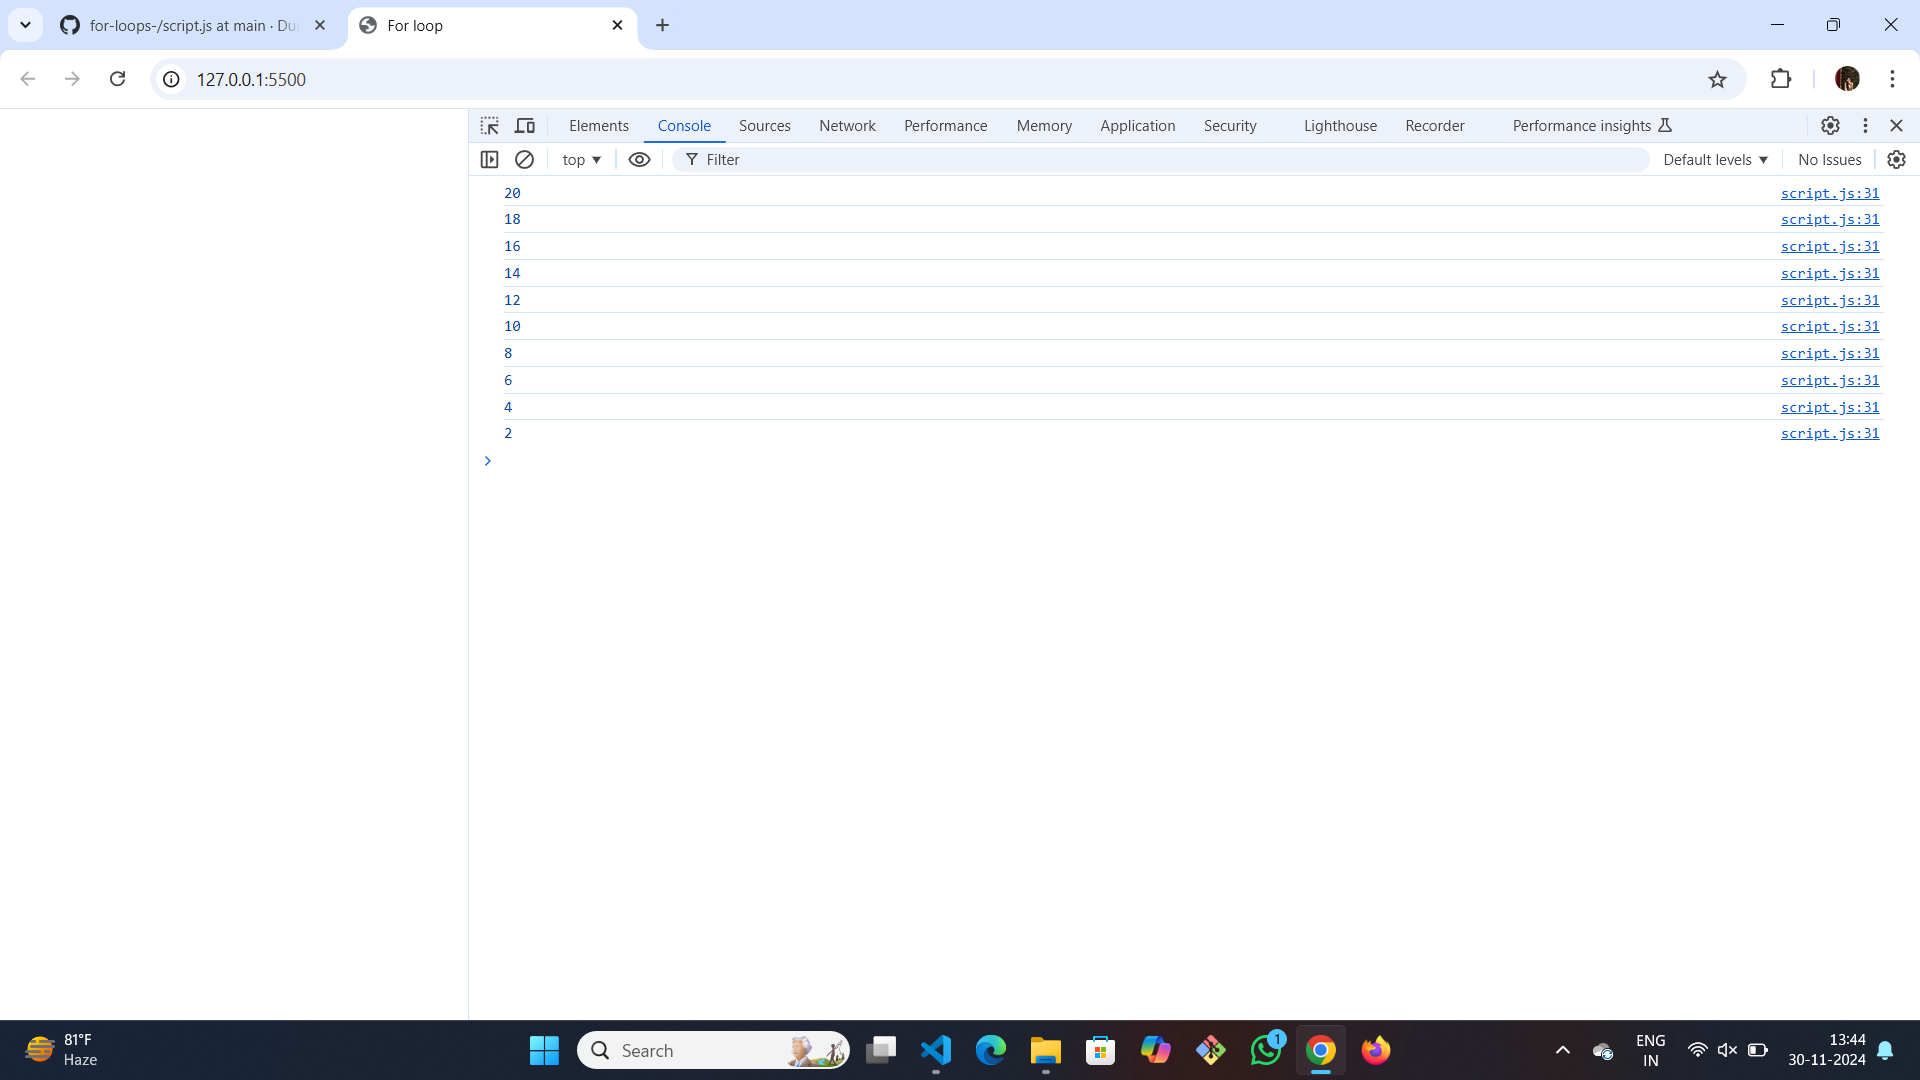 for-loops-/script.js at main · Du
For loop
127.0.0.1:5500
Elements Console Sources Network Performance Memory Application Security Lighthouse Recorder Performance insights
top Filter Default levels No Issues
20 script.js:31
18 script.js:31
16 script.js:31
14 script.js:31
12 script.js:31
10 script.js:31
8 script.js:31
6 script.js:31
4 script.js:31
2 script.js:31
81°F
Haze
Search
1
ENG
IN
13:44
30-11-2024